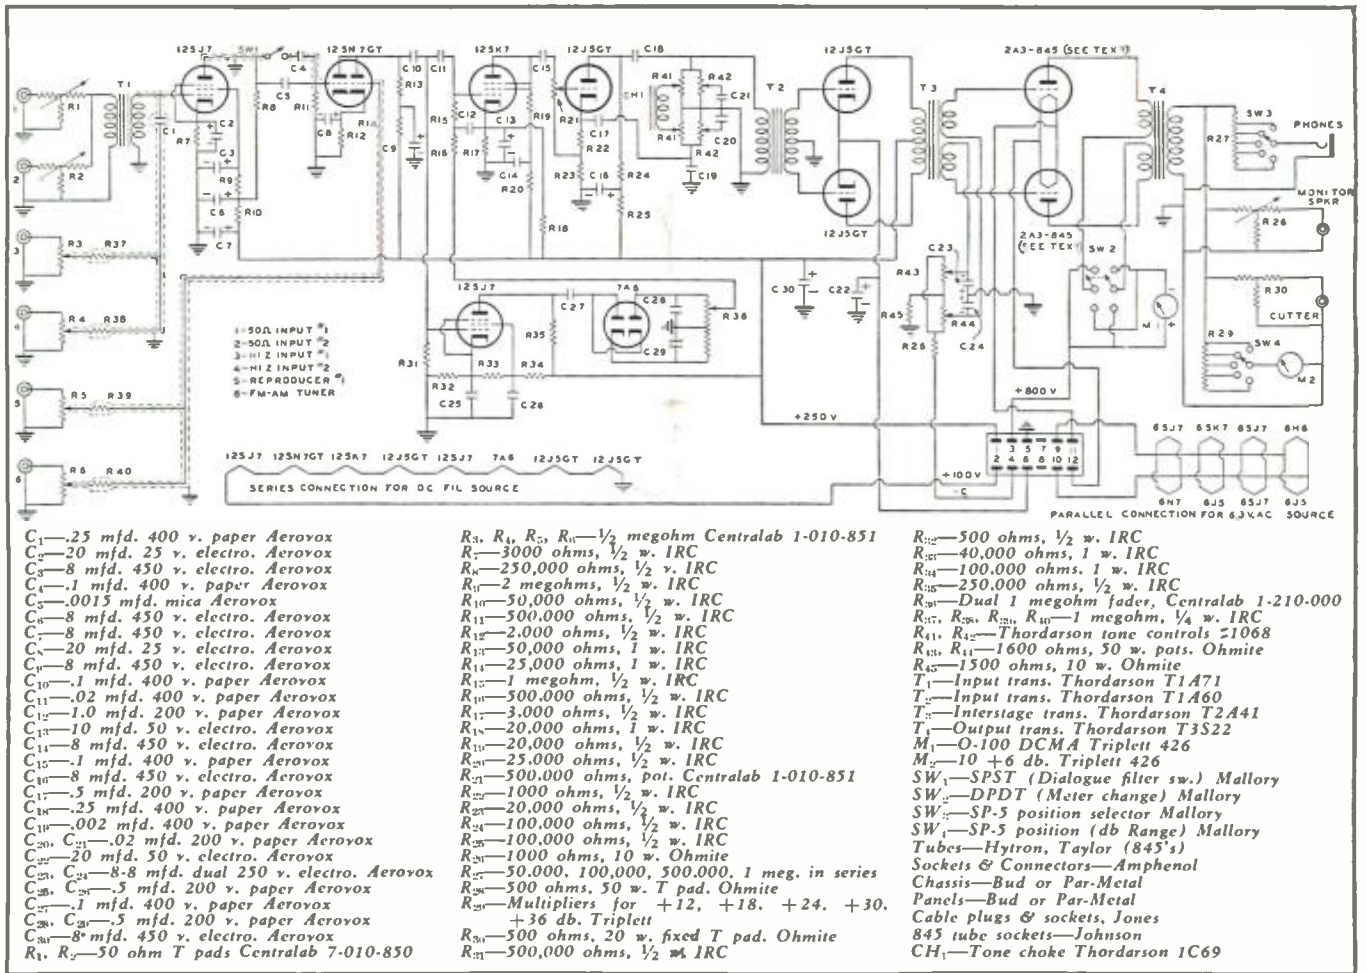 12SJ7 SW1 12SN7GT 12SK7 12J5GT C18 12J5GT 2A3-845 (SEE TEXT)
T1 T2 T3 T4
1 R1
2 R2
3 R3 R37
4 R4 R38
5 R5 R39
6 R6 R40
C1 R7 C2 C3 R9 C6 R10 C7
R8 C4 C5 R11 C8 R12
C9 C10 R13 C11 R15 R16 C12 R17 C13 C14 R20 R18
C15 R19 R21 C17 R22 R23 C16 R24 R25
CH1 R41 R42 C21
R41 C20 R42 C19
12J5GT
2A3-845
(SEE TEXT)
SW2 M1
R27 SW3 PHONES
MONITOR SPKR
R30 CUTTER
R29 SW4 M2
C30 C22 R43 C23 R45 R44 C24
12SJ7 C27 7A6 C28 R36
R31 R32 R33 R34 R35 C25 C26 C29
1-50Ω INPUT #1
2-50Ω INPUT #2
3-HI Z INPUT #1
4-HI Z INPUT #2
5-REPRODUCER #1
6-FM-AM TUNER
+800V
+250V
+100V
-C
1 3 5 7 9 11
2 4 6 8 10 12
12SJ7 12SN7GT 12SK7 12J5GT 12SJ7 7A6 12J5GT 12J5GT
SERIES CONNECTION FOR DC FIL SOURCE
6SJ7 6SK7 6SJ7 6H6
6N7 6J5 6SJ7 6J5
PARALLEL CONNECTION FOR 6.3V.AC SOURCE
C1—.25 mfd. 400 v. paper Aerovox
C2—20 mfd. 25 v. electro. Aerovox
C3—8 mfd. 450 v. electro. Aerovox
C4—.1 mfd. 400 v. paper Aerovox
C5—.0015 mfd. mica Aerovox
C6—8 mfd. 450 v. electro. Aerovox
C7—8 mfd. 450 v. electro. Aerovox
C8—20 mfd. 25 v. electro. Aerovox
C9—8 mfd. 450 v. electro. Aerovox
C10—.1 mfd. 400 v. paper Aerovox
C11—.02 mfd. 400 v. paper Aerovox
C12—1.0 mfd. 200 v. paper Aerovox
C13—10 mfd. 50 v. electro. Aerovox
C14—8 mfd. 450 v. electro. Aerovox
C15—.1 mfd. 400 v. paper Aerovox
C16—8 mfd. 450 v. electro. Aerovox
C17—.5 mfd. 200 v. paper Aerovox
C18—.25 mfd. 400 v. paper Aerovox
C19—.002 mfd. 400 v. paper Aerovox
C20, C21—.02 mfd. 200 v. paper Aerovox
C22—20 mfd. 50 v. electro. Aerovox
C23, C24—8-8 mfd. dual 250 v. electro. Aerovox
C25, C26—.5 mfd. 200 v. paper Aerovox
C27—.1 mfd. 400 v. paper Aerovox
C28, C29—.5 mfd. 200 v. paper Aerovox
C30—8 mfd. 450 v. electro. Aerovox
R1, R2—50 ohm T pads Centralab 7-010-850
R3, R4, R5, R6—½ megohm Centralab 1-010-851
R7—3000 ohms, ½ w. IRC
R8—250,000 ohms, ½ v. IRC
R9—2 megohms, ½ w. IRC
R10—50,000 ohms, ½ w. IRC
R11—500.000 ohms, ½ w. IRC
R12—2.000 ohms, ½ w. IRC
R13—50,000 ohms, 1 w. IRC
R14—25,000 ohms, 1 w. IRC
R15—1 megohm, ½ w. IRC
R16—500.000 ohms, ½ w. IRC
R17—3,000 ohms, ½ w. IRC
R18—20,000 ohms, 1 w. IRC
R19—20,000 ohms, ½ w. IRC
R20—25.000 ohms, ½ w. IRC
R21—500.000 ohms, pot. Centralab 1-010-851
R22—1000 ohms, ½ w. IRC
R23—20,000 ohms, ½ w. IRC
R24—100,000 ohms, ½ w. IRC
R25—100,000 ohms, ½ w. IRC
R26—1000 ohms, 10 w. Ohmite
R27—50.000, 100,000, 500.000, 1 meg. in series
R28—500 ohms, 50 w. T pad. Ohmite
R29—Multipliers for +12, +18, +24, +30,
+36 db. Triplett
R30—500 ohms, 20 w. fixed T pad. Ohmite
R31—500,000 ohms, ½ w. IRC
R32—500 ohms, ½ w. IRC
R33—40,000 ohms, 1 w. IRC
R34—100.000 ohms. 1 w. IRC
R35—250.000 ohms, ½ w. IRC
R36—Dual 1 megohm fader, Centralab 1-210-000
R37, R38, R39, R40—1 megohm, ¼ w. IRC
R41, R42—Thordarson tone controls #1068
R43, R44—1600 ohms, 50 w. pots. Ohmite
R45—1500 ohms, 10 w. Ohmite
T1—Input trans. Thordarson T1A71
T2—Input trans. Thordarson T1A60
T3—Interstage trans. Thordarson T2A41
T4—Output trans. Thordarson T3S22
M1—O-100 DCMA Triplett 426
M2—10 +6 db. Triplett 426
SW1—SPST (Dialogue filter sw.) Mallory
SW2—DPDT (Meter change) Mallory
SW3—SP-5 position selector Mallory
SW4—SP-5 position (db Range) Mallory
Tubes—Hytron, Taylor (845's)
Sockets & Connectors—Amphenol
Chassis—Bud or Par-Metal
Panels—Bud or Par-Metal
Cable plugs & sockets, Jones
845 tube sockets—Johnson
CH1—Tone choke Thordarson 1C69